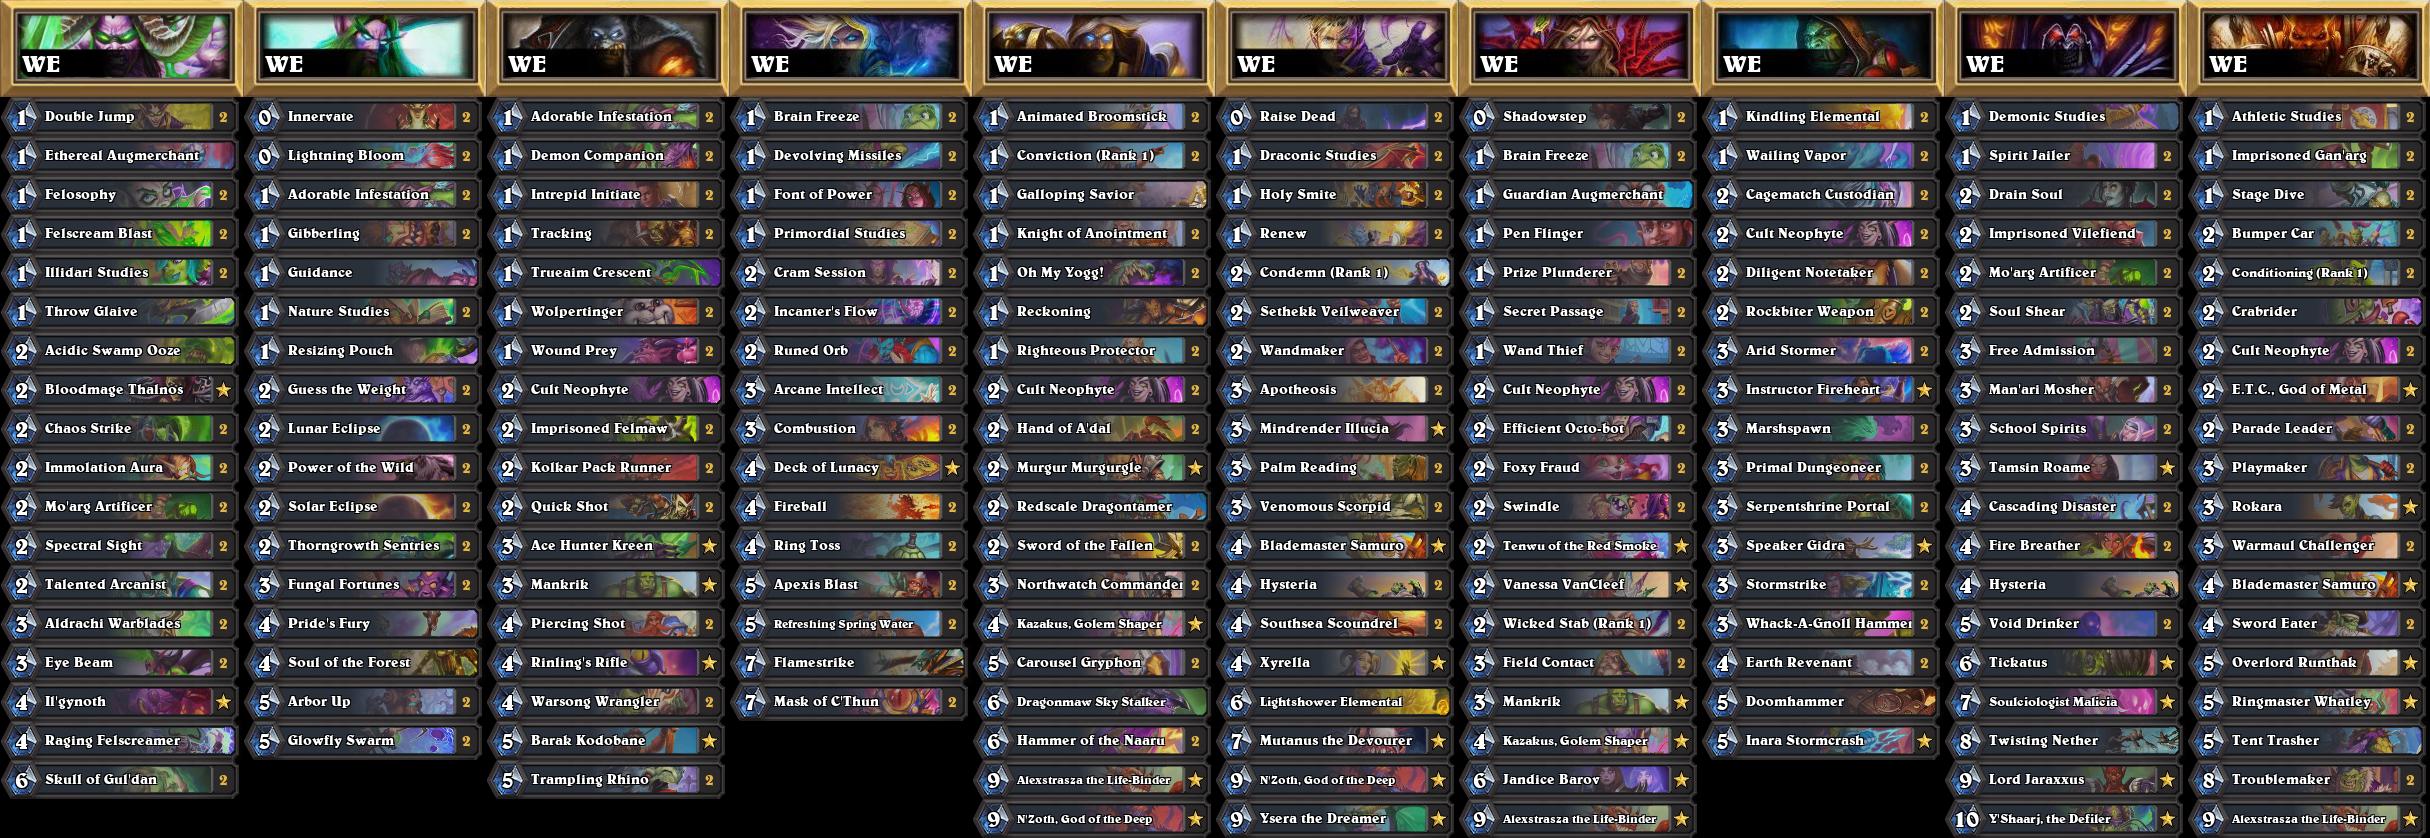 WE
1 Double Jump 2
1 Ethereal Augmerchant
1 Felosophy 2
1 Felscream Blast 2
1 Illidari Studies 2
1 Throw Glaive
2 Acidic Swamp Ooze
2 Bloodmage Thalnos
2 Chaos Strike 2
2 Immolation Aura 2
2 Mo'arg Artificer 2
2 Spectral Sight 2
2 Talented Arcanist 2
3 Aldrachi Warblades 2
3 Eye Beam 2
4 Il'gynoth
4 Raging Felscreamer
6 Skull of Gul'dan 2
WE
0 Innervate 2
0 Lightning Bloom 2
1 Adorable Infestation 2
1 Gibberling 2
1 Guidance
1 Nature Studies 2
1 Resizing Pouch
2 Guess the Weight 2
2 Lunar Eclipse 2
2 Power of the Wild 2
2 Solar Eclipse 2
2 Thorngrowth Sentries 2
3 Fungal Fortunes 2
4 Pride's Fury
4 Soul of the Forest
5 Arbor Up 2
5 Glowfly Swarm 2
WE
1 Adorable Infestation 2
1 Demon Companion 2
1 Intrepid Initiate 2
1 Tracking 2
1 Trueaim Crescent
1 Wolpertinger 2
1 Wound Prey 2
2 Cult Neophyte
2 Imprisoned Felmaw 2
2 Kolkar Pack Runner 2
2 Quick Shot 2
3 Ace Hunter Kreen
3 Mankrik
4 Piercing Shot 2
4 Rinling's Rifle
4 Warsong Wrangler 2
5 Barak Kodobane
5 Trampling Rhino 2
WE
1 Brain Freeze 2
1 Devolving Missiles 2
1 Font of Power 2
1 Primordial Studies 2
2 Cram Session 2
2 Incanter's Flow 2
2 Runed Orb 2
3 Arcane Intellect 2
3 Combustion 2
4 Deck of Lunacy
4 Fireball 2
4 Ring Toss 2
5 Apexis Blast 2
5 Refreshing Spring Water 2
7 Flamestrike
7 Mask of C'Thun 2
WE
1 Animated Broomstick 2
1 Conviction (Rank 1) 2
1 Galloping Savior
1 Knight of Anointment 2
1 Oh My Yogg! 2
1 Reckoning
1 Righteous Protector 2
2 Cult Neophyte 2
2 Hand of A'dal 2
2 Murgur Murgurgle
2 Redscale Dragontamer
2 Sword of the Fallen 2
3 Northwatch Commander 2
4 Kazakus, Golem Shaper
5 Carousel Gryphon 2
6 Dragonmaw Sky Stalker
6 Hammer of the Naaru 2
9 Alexstrasza the Life-Binder
9 N'Zoth, God of the Deep
WE
0 Raise Dead 2
1 Draconic Studies 2
1 Holy Smite 2
1 Renew 2
2 Condemn (Rank 1)
2 Sethekk Veilweaver 2
2 Wandmaker 2
3 Apotheosis 2
3 Mindrender Illucia
3 Palm Reading 2
3 Venomous Scorpid 2
4 Blademaster Samuro
4 Hysteria 2
4 Southsea Scoundrel 2
4 Xyrella
6 Lightshower Elemental
7 Mutanus the Devourer
9 N'Zoth, God of the Deep
9 Ysera the Dreamer
WE
0 Shadowstep 2
1 Brain Freeze 2
1 Guardian Augmerchant
1 Pen Flinger
1 Prize Plunderer 2
1 Secret Passage 2
1 Wand Thief 2
2 Cult Neophyte 2
2 Efficient Octo-bot 2
2 Foxy Fraud 2
2 Swindle 2
2 Tenwu of the Red Smoke
2 Vanessa VanCleef
2 Wicked Stab (Rank 1) 2
3 Field Contact 2
3 Mankrik
4 Kazakus, Golem Shaper
6 Jandice Barov
9 Alexstrasza the Life-Binder
WE
1 Kindling Elemental 2
1 Wailing Vapor 2
2 Cagematch Custodian 2
2 Cult Neophyte 2
2 Diligent Notetaker 2
2 Rockbiter Weapon 2
3 Arid Stormer 2
3 Instructor Fireheart
3 Marshspawn 2
3 Primal Dungeoneer 2
3 Serpentshrine Portal 2
3 Speaker Gidra
3 Stormstrike 2
3 Whack-A-Gnoll Hammer 2
4 Earth Revenant 2
5 Doomhammer
5 Inara Stormcrash
WE
1 Demonic Studies
1 Spirit Jailer 2
2 Drain Soul 2
2 Imprisoned Vilefiend 2
2 Mo'arg Artificer 2
2 Soul Shear 2
3 Free Admission 2
3 Man'ari Mosher 2
3 School Spirits 2
3 Tamsin Roame
4 Cascading Disaster 2
4 Fire Breather 2
4 Hysteria
5 Void Drinker 2
6 Tickatus
7 Soulciologist Malicia
8 Twisting Nether
9 Lord Jaraxxus
10 Y'Shaarj, the Defiler
WE
1 Athletic Studies 2
1 Imprisoned Gan'arg 2
1 Stage Dive 2
2 Bumper Car 2
2 Conditioning (Rank 1) 2
2 Crabrider
2 Cult Neophyte 2
2 E.T.C., God of Metal
2 Parade Leader 2
3 Playmaker 2
3 Rokara
3 Warmaul Challenger 2
4 Blademaster Samuro
4 Sword Eater 2
5 Overlord Runthak
5 Ringmaster Whatley
5 Tent Trasher
8 Troublemaker 2
9 Alexstrasza the Life-Binder